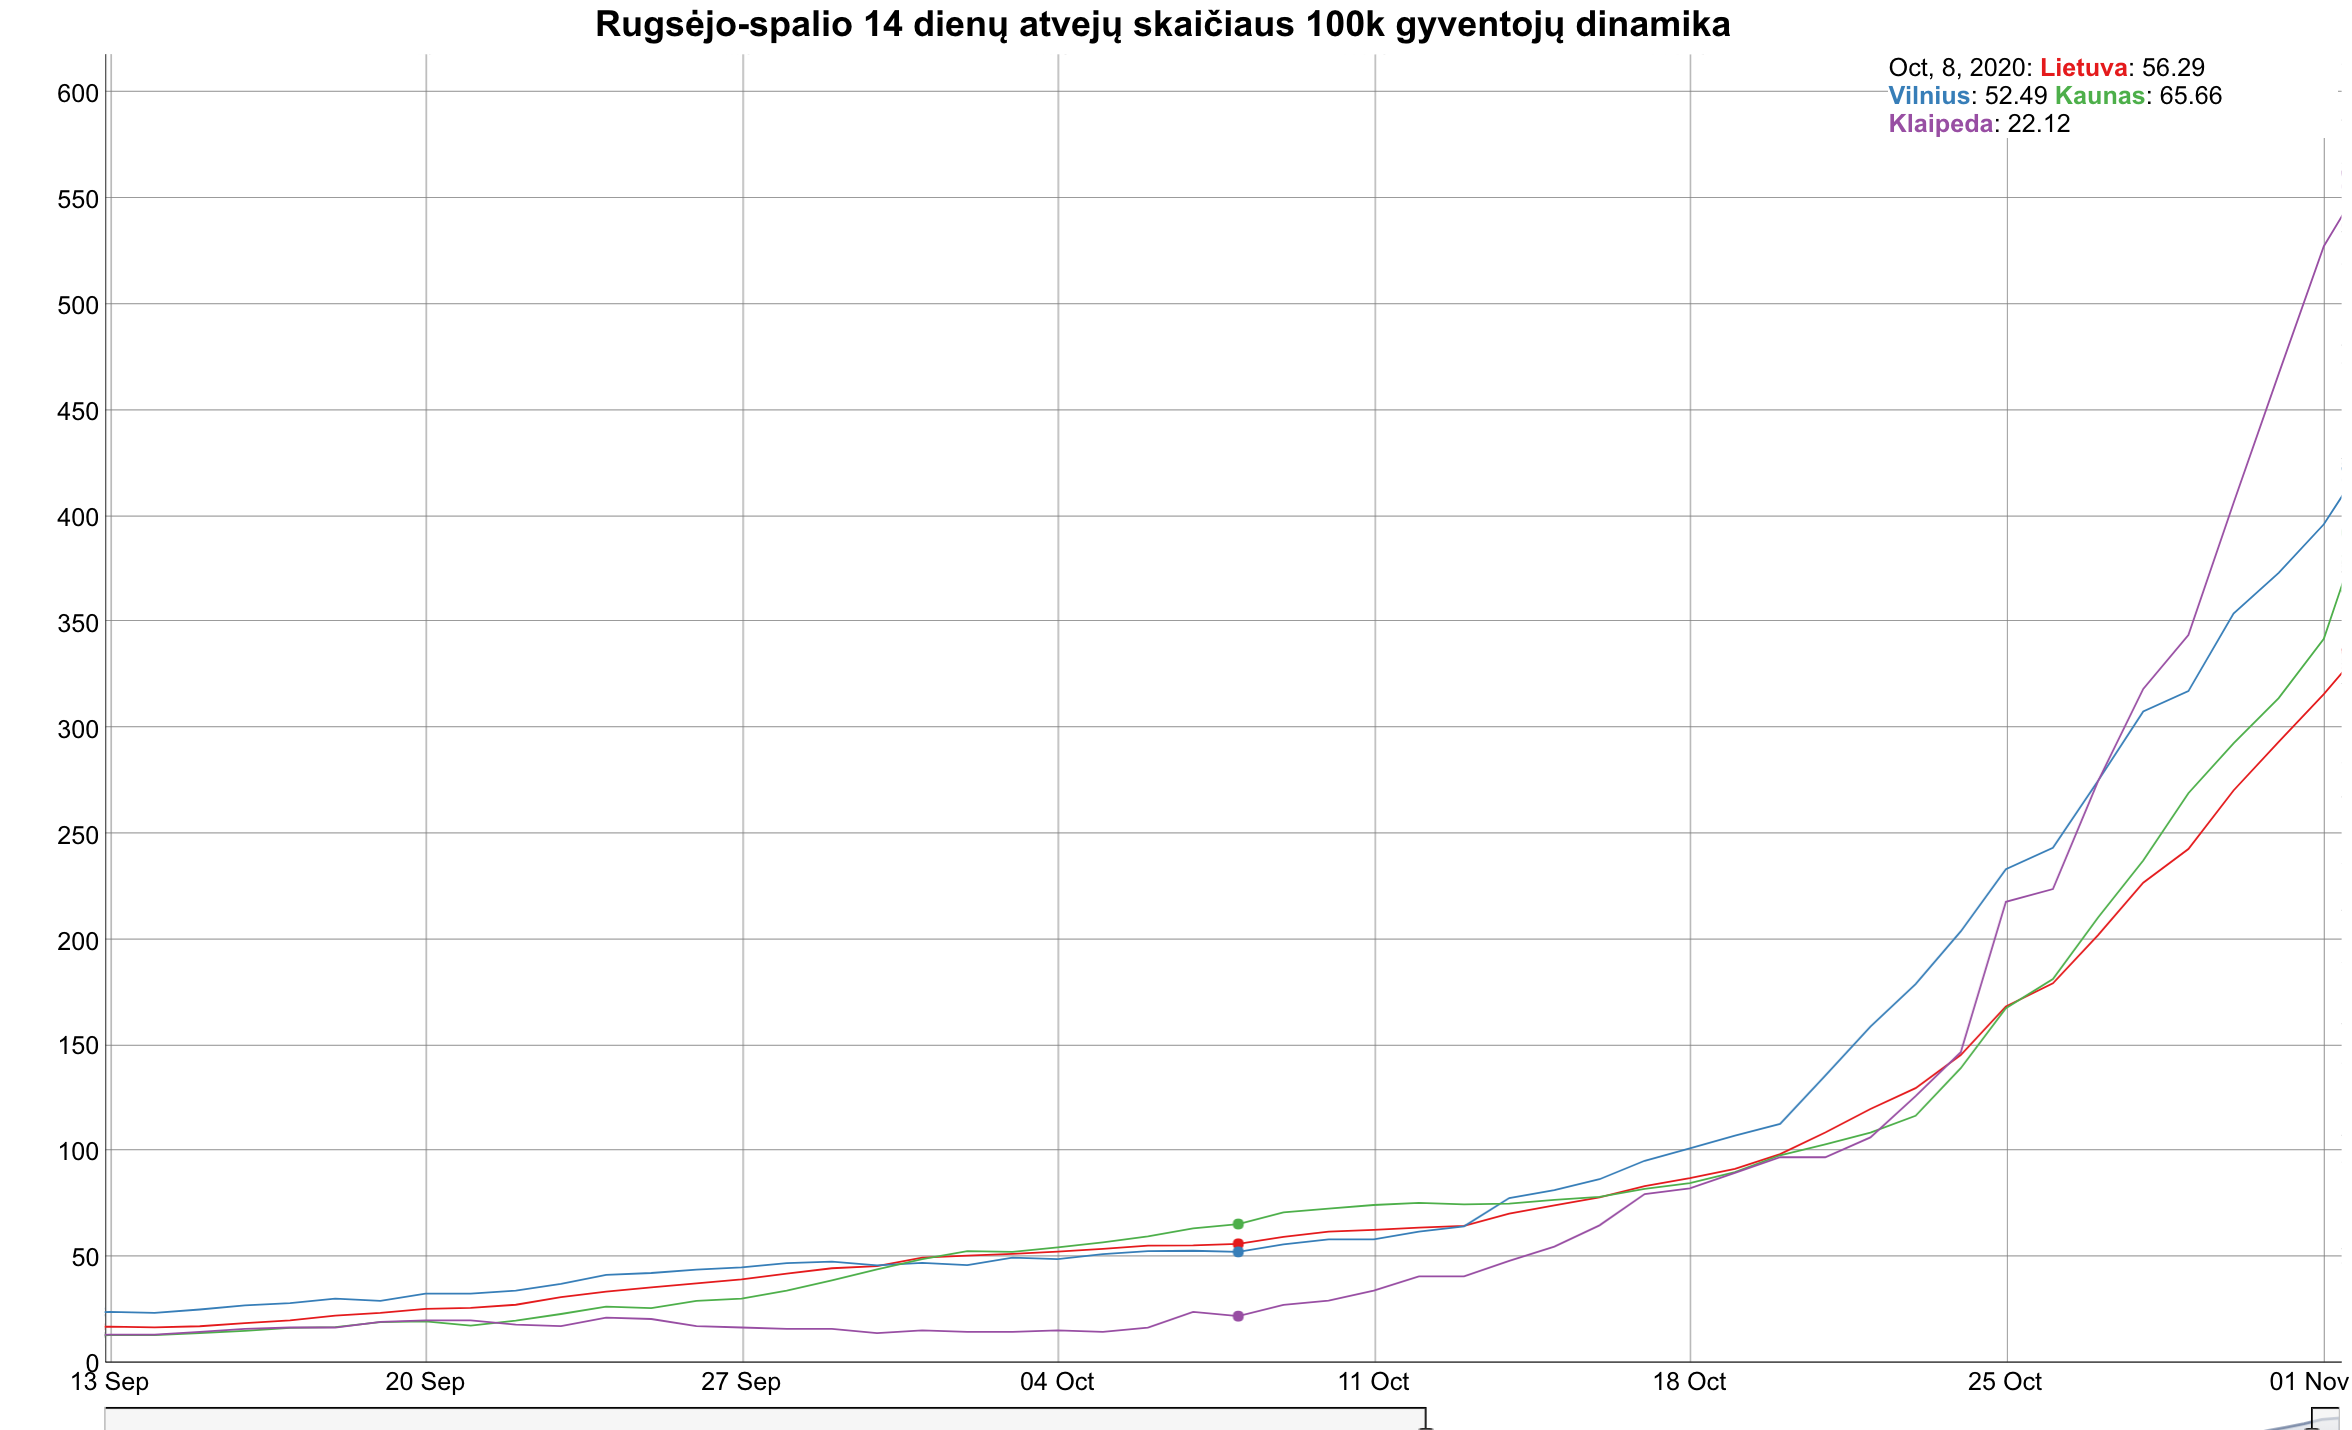 Rugsėjo-spalio 14 dienų atvejų skaičiaus 100k gyventojų dinamika
Oct, 8, 2020: Lietuva: 56.29
Vilnius: 52.49 Kaunas: 65.66
Klaipeda: 22.12
600
550
500
450
400
350
300
250
200
150
100
50
0
13 Sep 20 Sep 27 Sep 04 Oct 11 Oct 18 Oct 25 Oct 01 Nov